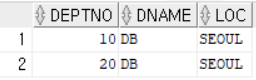 DEPTNO DNAME LOC
1 10 DB SEOUL
2 20 DB SEOUL